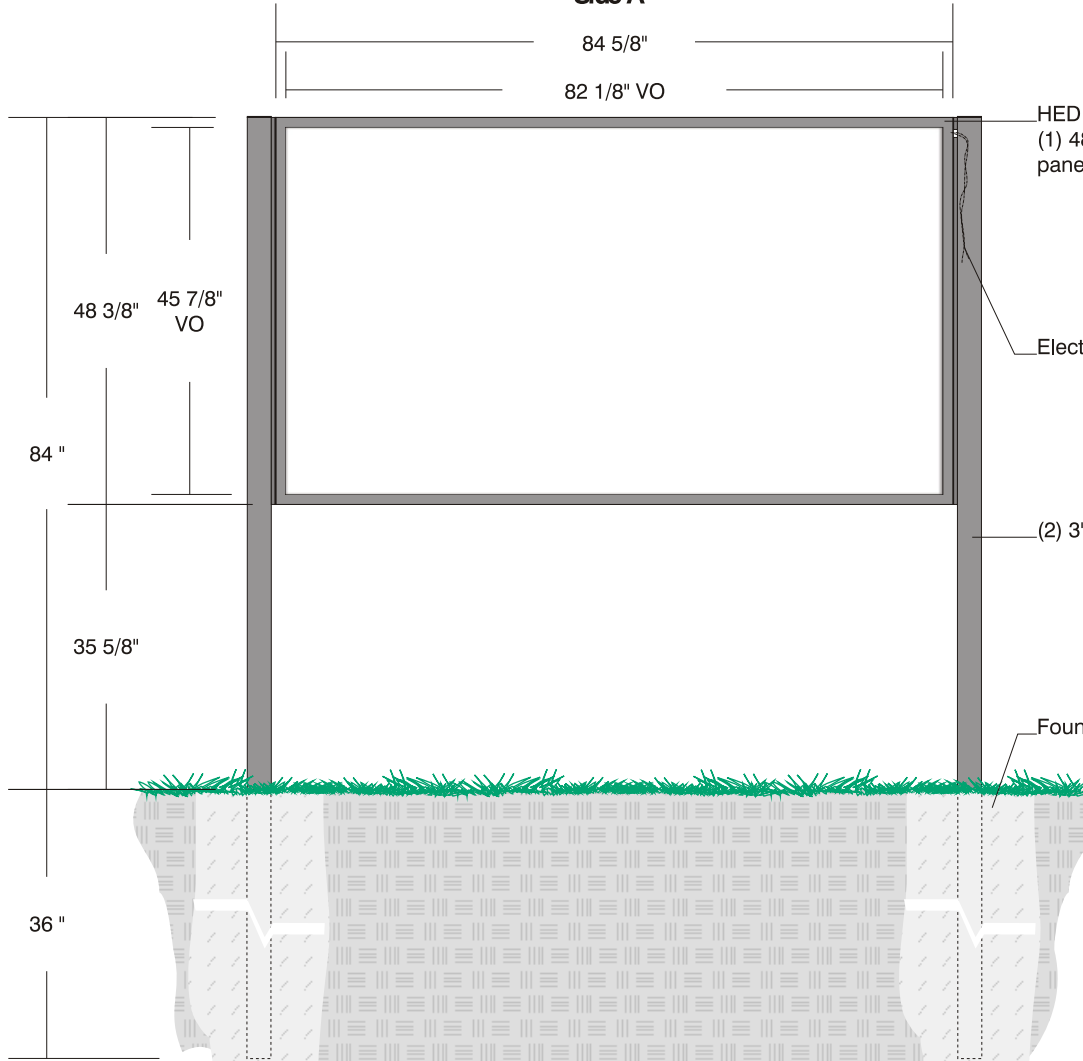 84 5/8"
82 1/8" VO
HED
(1) 48
pane
48 3/8"
45 7/8"
VO
Elect
84 "
(2) 3"
35 5/8"
Foun
36 "